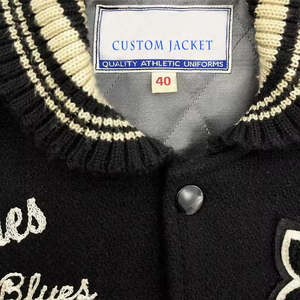 CUSTOM JACKET
QUALITY ATHLETIC UNIFORMS
40
Blues